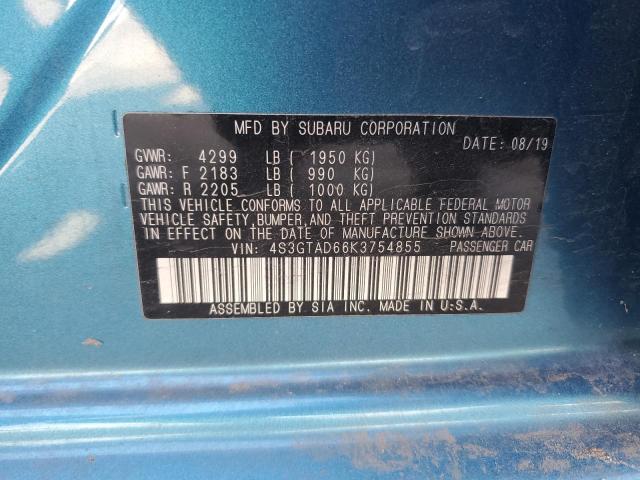 MFD BY SUBARU CORPORATION
DATE: 08/19
GVWR: 4299 LB ( 1950 KG)
GAWR: F 2183 LB ( 990 KG)
GAWR: R 2205 LB ( 1000 KG)
THIS VEHICLE CONFORMS TO ALL APPLICABLE FEDERAL MOTOR
VEHICLE SAFETY, BUMPER, AND THEFT PREVENTION STANDARDS
IN EFFECT ON THE DATE OF MANUFACTURE SHOWN ABOVE.
VIN: 4S3GTAD66K3754855 PASSENGER CAR
ASSEMBLED BY SIA INC. MADE IN U.S.A.